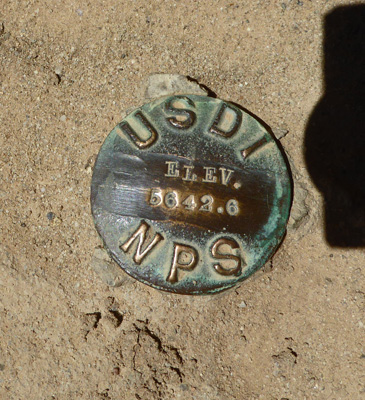 USDI
ELEV.
5642.6
NPS